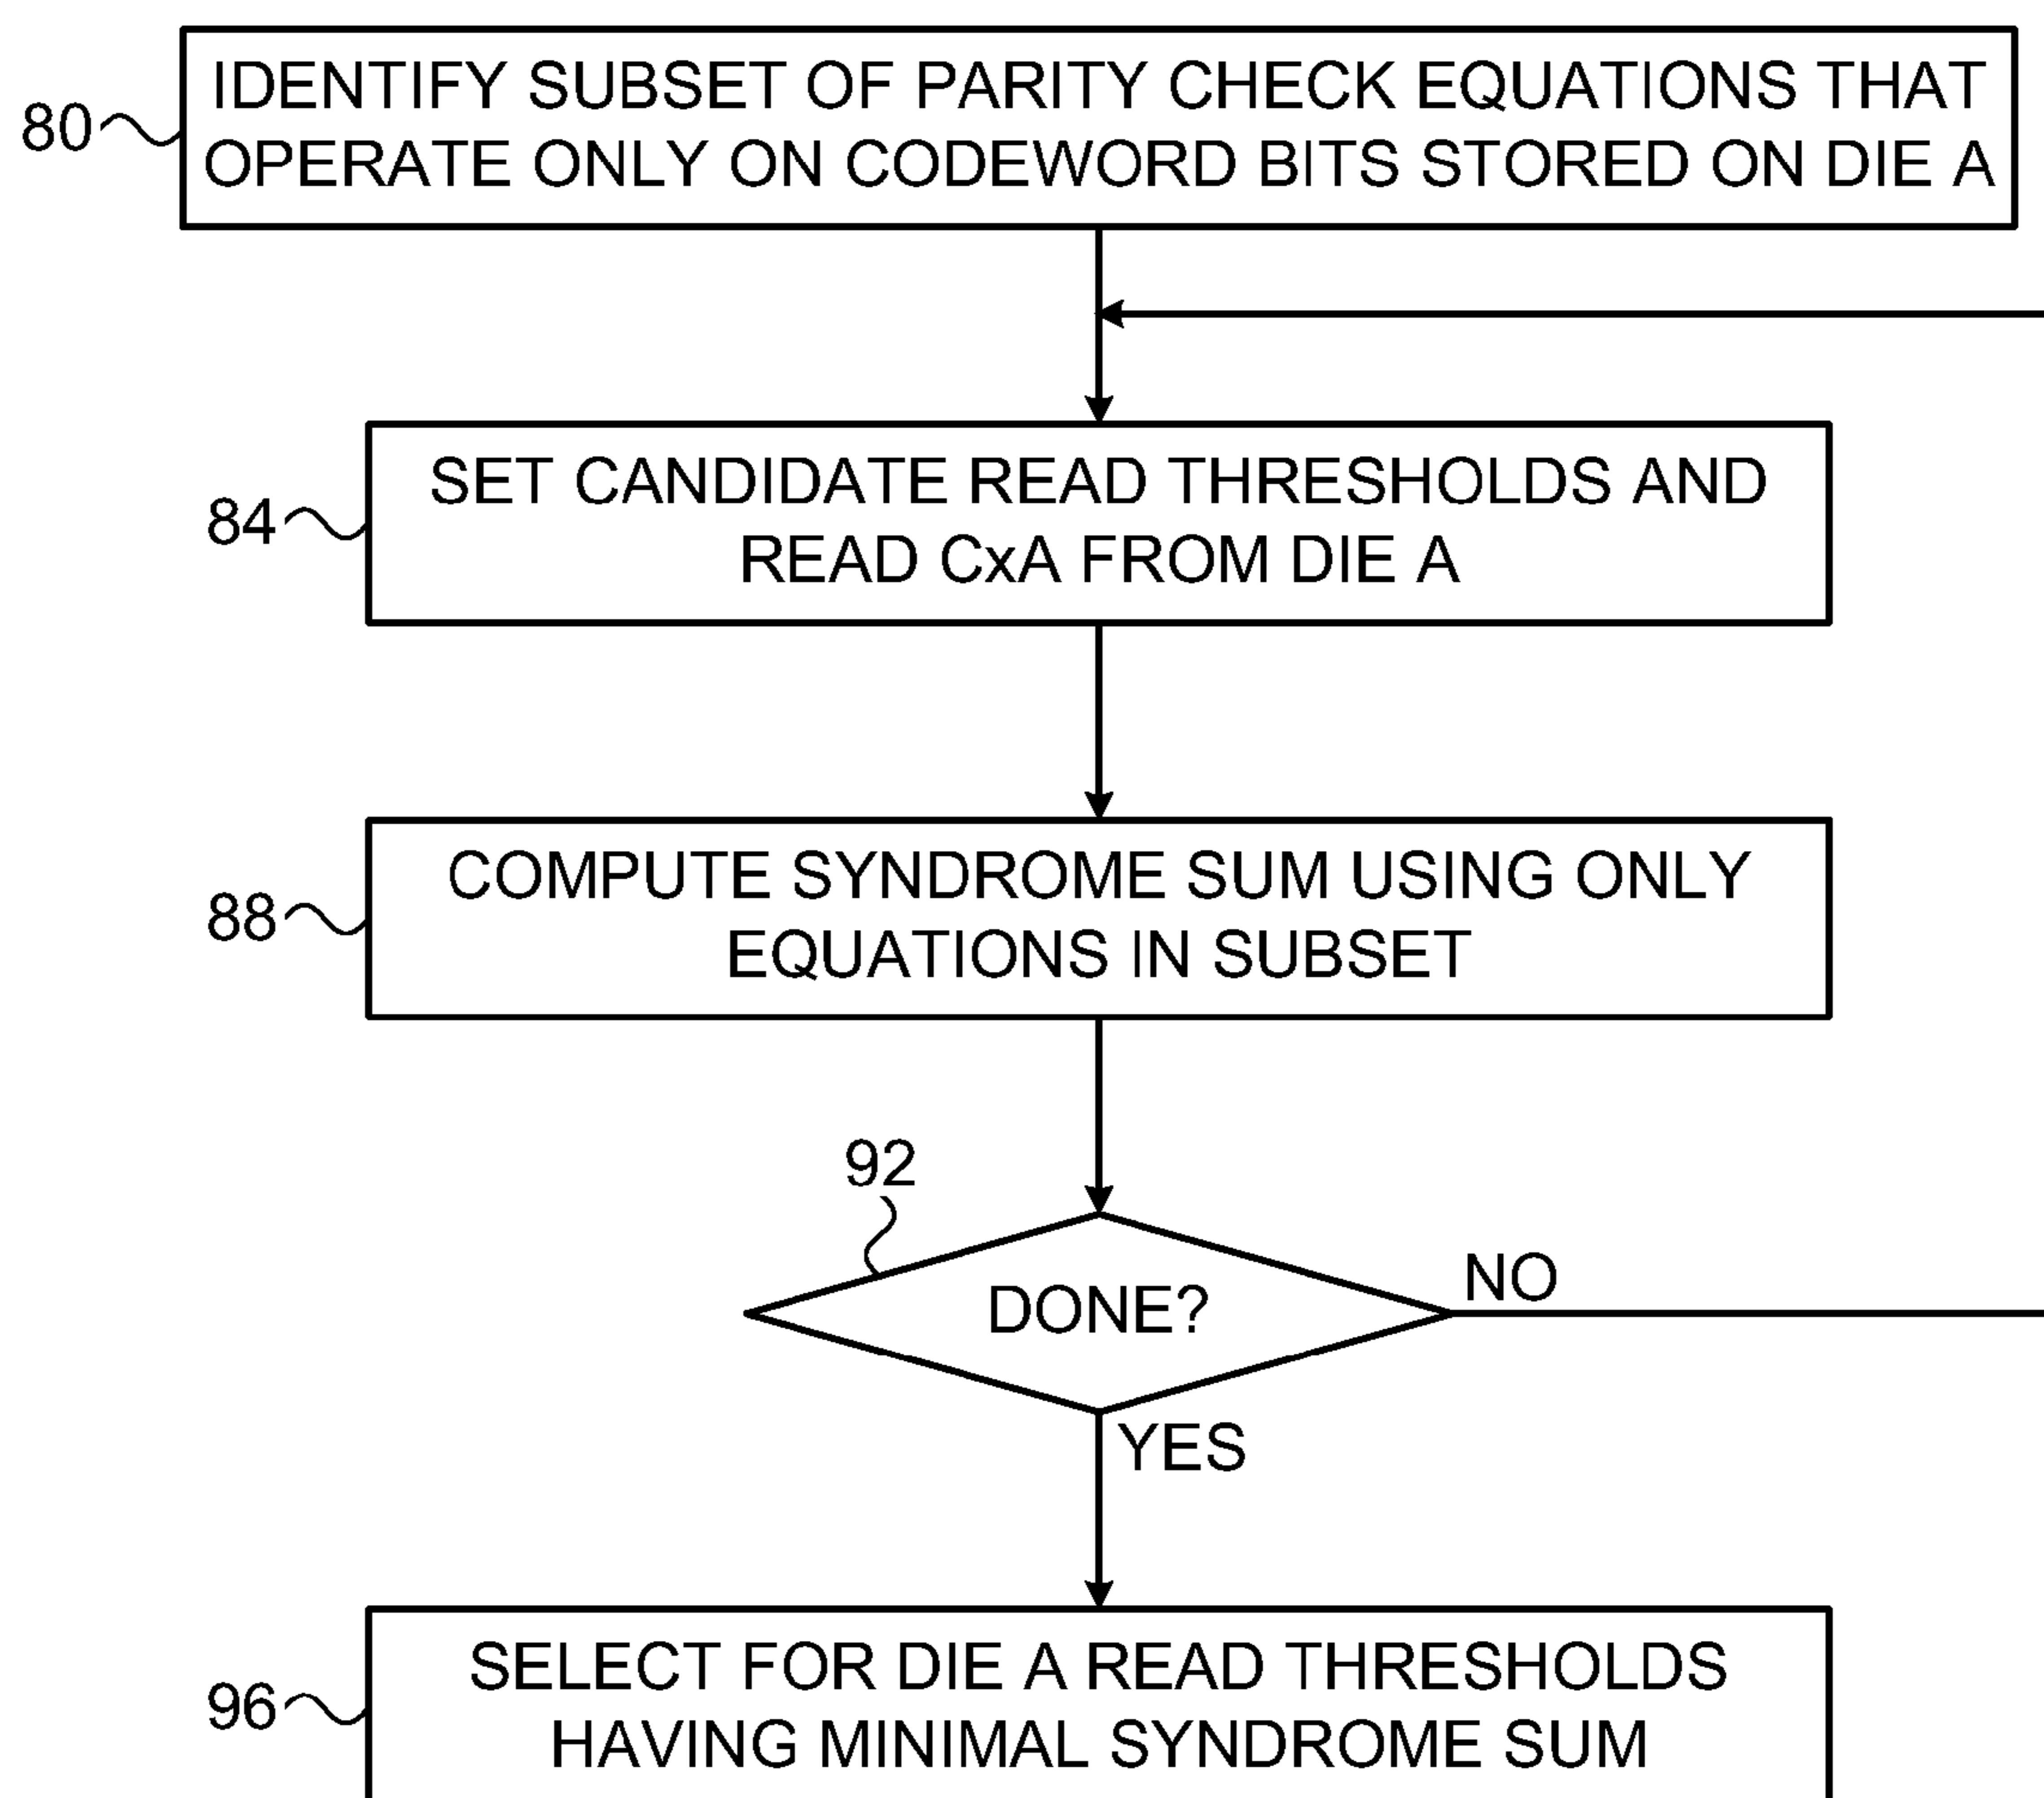 IDENTIFY SUBSET OF PARITY CHECK EQUATIONS THAT
80
OPERATE ONLY ON CODEWORD BITS STORED ON DIE A
SET CANDIDATE READ THRESHOLDS AND
84
READ CxA FROM DIE A
COMPUTE SYNDROME SUM USING ONLY
88
EQUATIONS IN SUBSET
92
DONE?
NO
YES
SELECT FOR DIE A READ THRESHOLDS
96
HAVING MINIMAL SYNDROME SUM